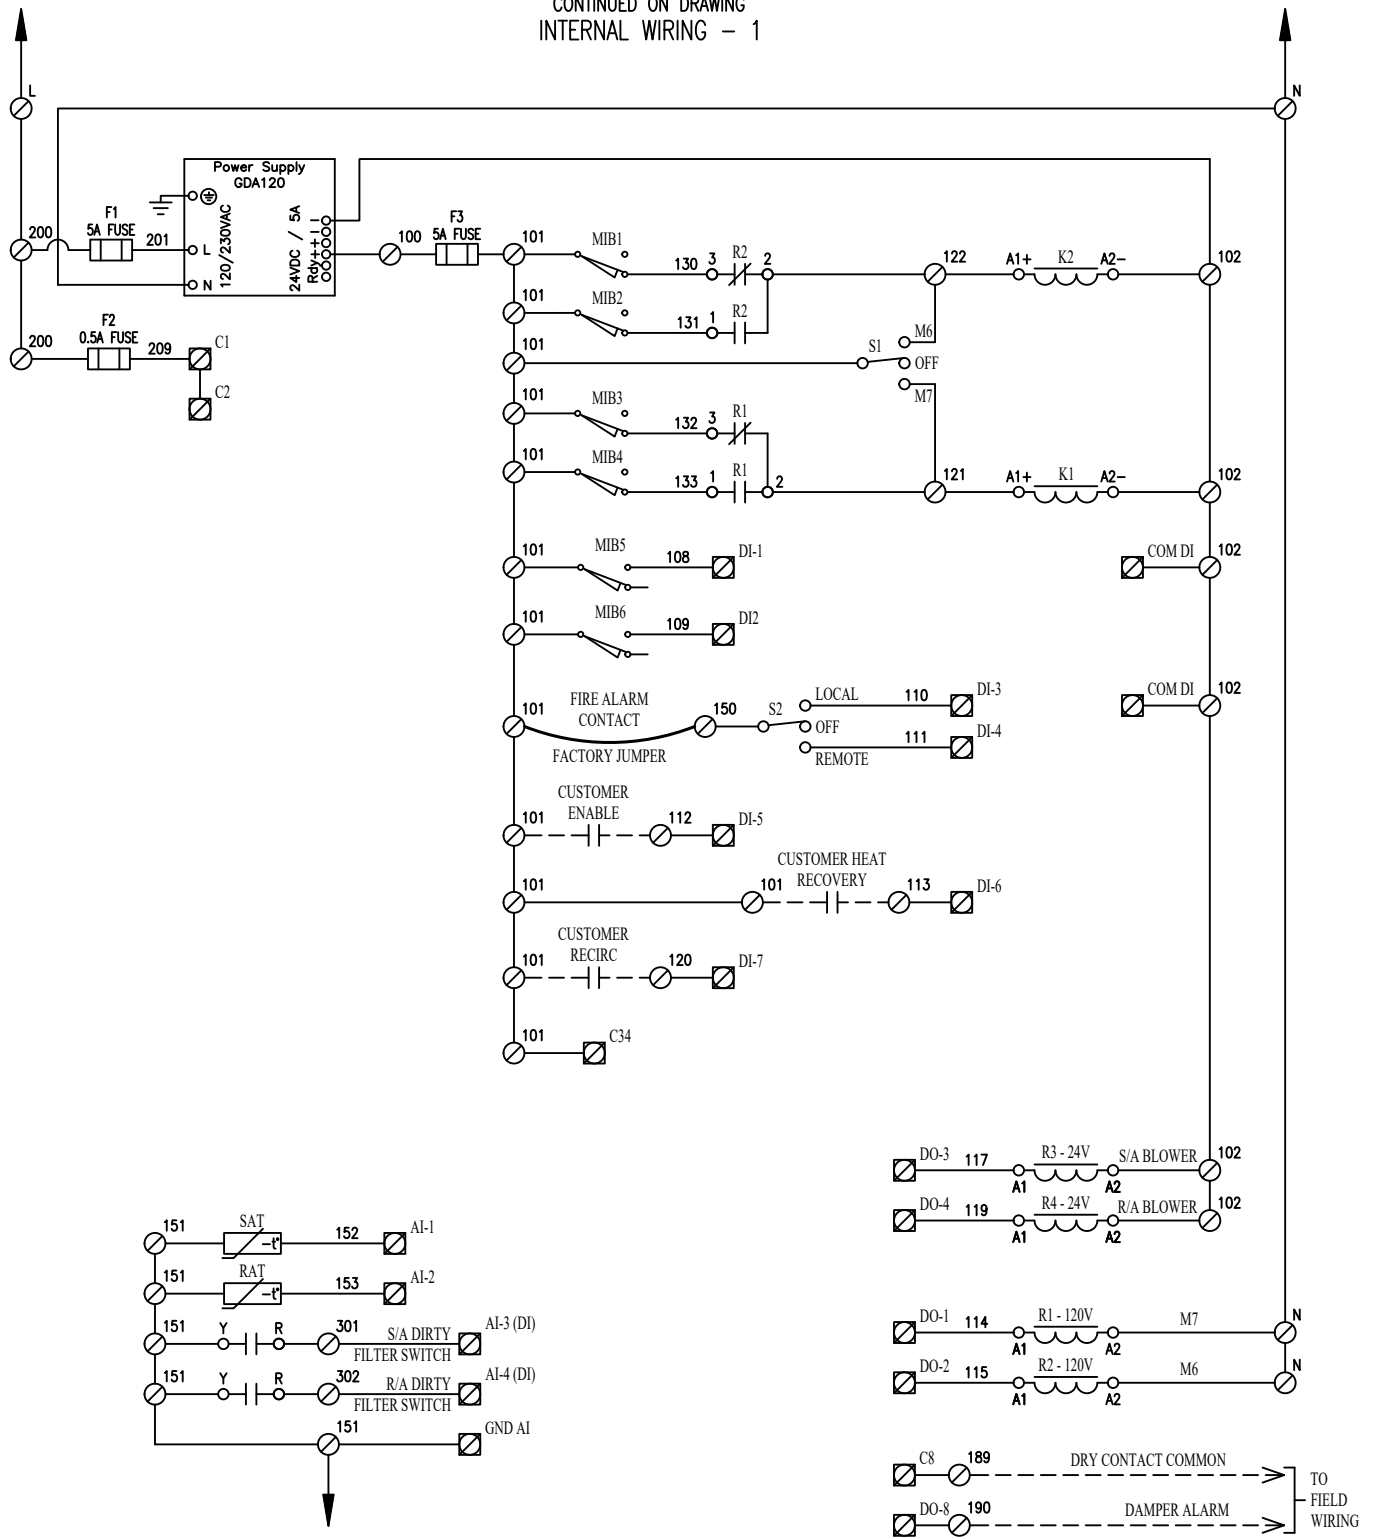 CONTINUED ON DRAWING
INTERNAL WIRING - 1
L
N
Power Supply
GDA120
120/230VAC
24VDC / 5A
L
N
– – + + Rdy
200
F1
5A FUSE
201
100
F3
5A FUSE
200
F2
0.5A FUSE
209
C1
C2
101
MIB1
130
3
R2
2
122
A1+
K2
A2-
102
101
MIB2
131
1
R2
101
S1
M6
OFF
M7
101
MIB3
132
3
R1
101
MIB4
133
1
R1
2
121
A1+
K1
A2-
102
101
MIB5
108
DI-1
COM DI
102
101
MIB6
109
DI2
101
FIRE ALARM
CONTACT
FACTORY JUMPER
150
S2
LOCAL
OFF
REMOTE
110
DI-3
111
DI-4
COM DI
102
CUSTOMER
ENABLE
101
112
DI-5
CUSTOMER HEAT
RECOVERY
101
101
113
DI-6
CUSTOMER
RECIRC
101
120
DI-7
101
C34
DO-3
117
A1
R3 - 24V
A2
S/A BLOWER
102
DO-4
119
A1
R4 - 24V
A2
R/A BLOWER
102
151
SAT
-t°
152
AI-1
151
RAT
-t°
153
AI-2
151
Y
R
301
S/A DIRTY
FILTER SWITCH
AI-3 (DI)
151
Y
R
302
R/A DIRTY
FILTER SWITCH
AI-4 (DI)
151
GND AI
DO-1
114
A1
R1 - 120V
A2
M7
N
DO-2
115
A1
R2 - 120V
A2
M6
N
C8
189
DRY CONTACT COMMON
DO-8
190
DAMPER ALARM
TO
FIELD
WIRING